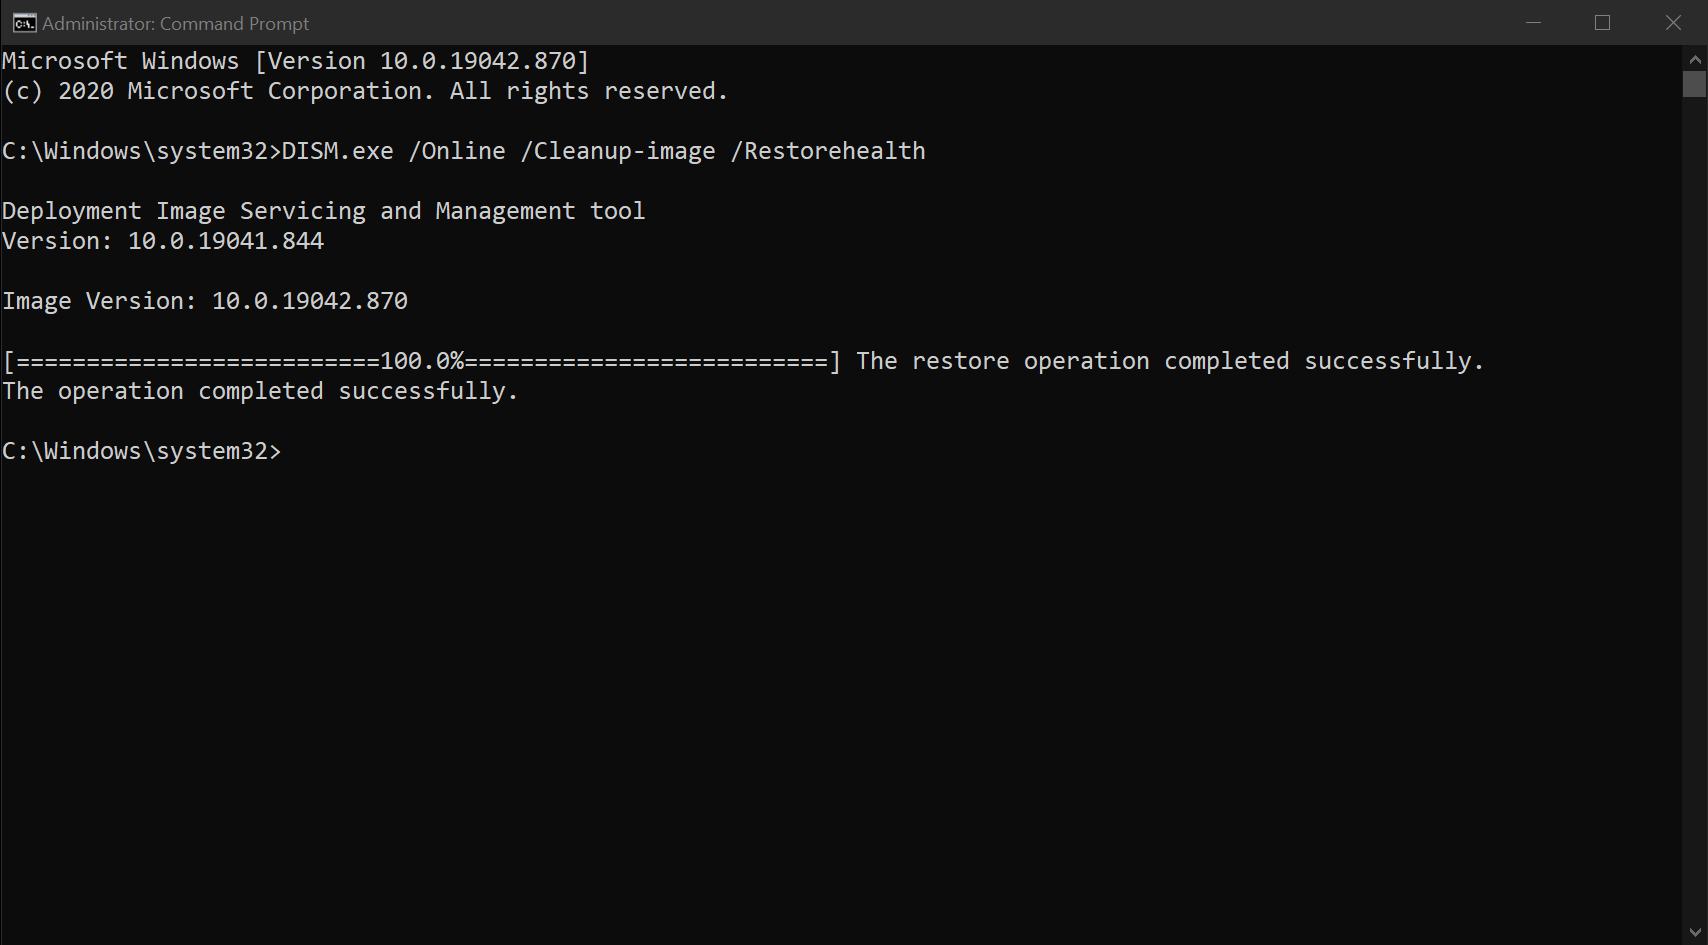 Administrator: Command Prompt
Microsoft Windows [Version 10.0.19042.870]
(c) 2020 Microsoft Corporation. All rights reserved.
C:\Windows\system32>DISM.exe /Online /Cleanup-image /Restorehealth
Deployment Image Servicing and Management tool
Version: 10.0.19041.844
Image Version: 10.0.19042.870
[==========================100.0%==========================] The restore operation completed successfully.
The operation completed successfully.
C:\Windows\system32>